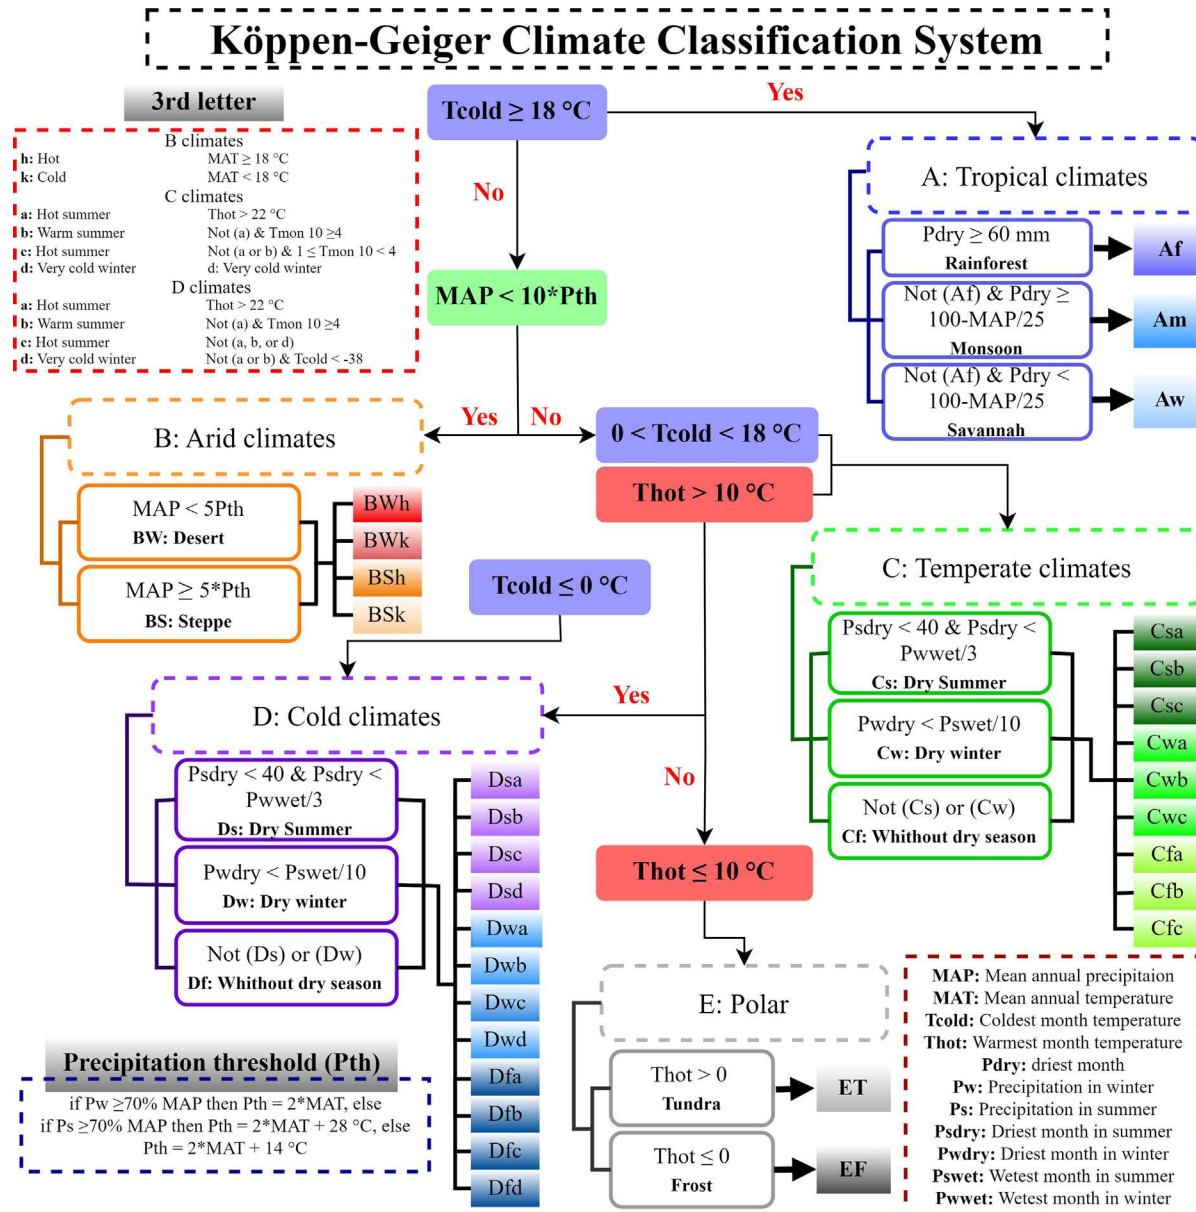 Köppen-Geiger Climate Classification System
3rd letter
B climates
h: Hot MAT ≥ 18 °C
k: Cold MAT < 18 °C
C climates
a: Hot summer Thot > 22 °C
b: Warm summer Not (a) & Tmon 10 ≥4
c: Hot summer Not (a or b) & 1 ≤ Tmon 10 < 4
d: Very cold winter d: Very cold winter
D climates
a: Hot summer Thot > 22 °C
b: Warm summer Not (a) & Tmon 10 ≥4
c: Hot summer Not (a, b, or d)
d: Very cold winter Not (a or b) & Tcold < -38
Tcold ≥ 18 °C
Yes
No
MAP < 10*Pth
Yes
No
A: Tropical climates
Pdry ≥ 60 mm
Rainforest
Af
Not (Af) & Pdry ≥
100-MAP/25
Monsoon
Am
Not (Af) & Pdry <
100-MAP/25
Savannah
Aw
B: Arid climates
MAP < 5Pth
BW: Desert
MAP ≥ 5*Pth
BS: Steppe
BWh
BWk
BSh
BSk
0 < Tcold < 18 °C
Thot > 10 °C
Tcold ≤ 0 °C
C: Temperate climates
Psdry < 40 & Psdry <
Pwwet/3
Cs: Dry Summer
Pwdry < Pswet/10
Cw: Dry winter
Not (Cs) or (Cw)
Cf: Whithout dry season
Csa
Csb
Csc
Cwa
Cwb
Cwc
Cfa
Cfb
Cfc
Yes
No
D: Cold climates
Psdry < 40 & Psdry <
Pwwet/3
Ds: Dry Summer
Pwdry < Pswet/10
Dw: Dry winter
Not (Ds) or (Dw)
Df: Whithout dry season
Dsa
Dsb
Dsc
Dsd
Dwa
Dwb
Dwc
Dwd
Dfa
Dfb
Dfc
Dfd
Thot ≤ 10 °C
E: Polar
Thot > 0
Tundra
ET
Thot ≤ 0
Frost
EF
Precipitation threshold (Pth)
if Pw ≥70% MAP then Pth = 2*MAT, else
if Ps ≥70% MAP then Pth = 2*MAT + 28 °C, else
Pth = 2*MAT + 14 °C
MAP: Mean annual precipitaion
MAT: Mean annual temperature
Tcold: Coldest month temperature
Thot: Warmest month temperature
Pdry: driest month
Pw: Precipitation in winter
Ps: Precipitation in summer
Psdry: Driest month in summer
Pwdry: Driest month in winter
Pswet: Wetest month in summer
Pwwet: Wetest month in winter